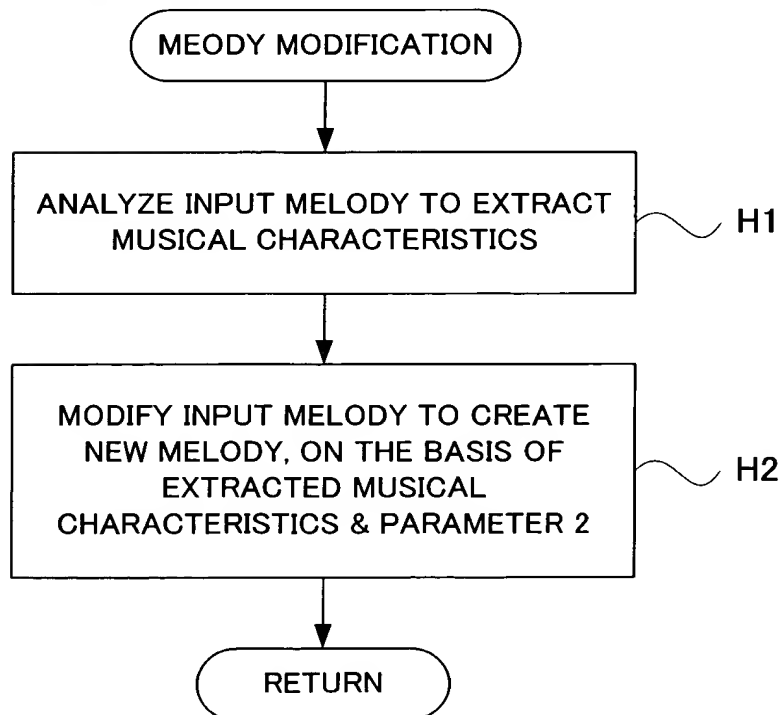 MEODY MODIFICATION
ANALYZE INPUT MELODY TO EXTRACT
MUSICAL CHARACTERISTICS
H1
MODIFY INPUT MELODY TO CREATE
NEW MELODY, ON THE BASIS OF
EXTRACTED MUSICAL
CHARACTERISTICS & PARAMETER 2
H2
RETURN